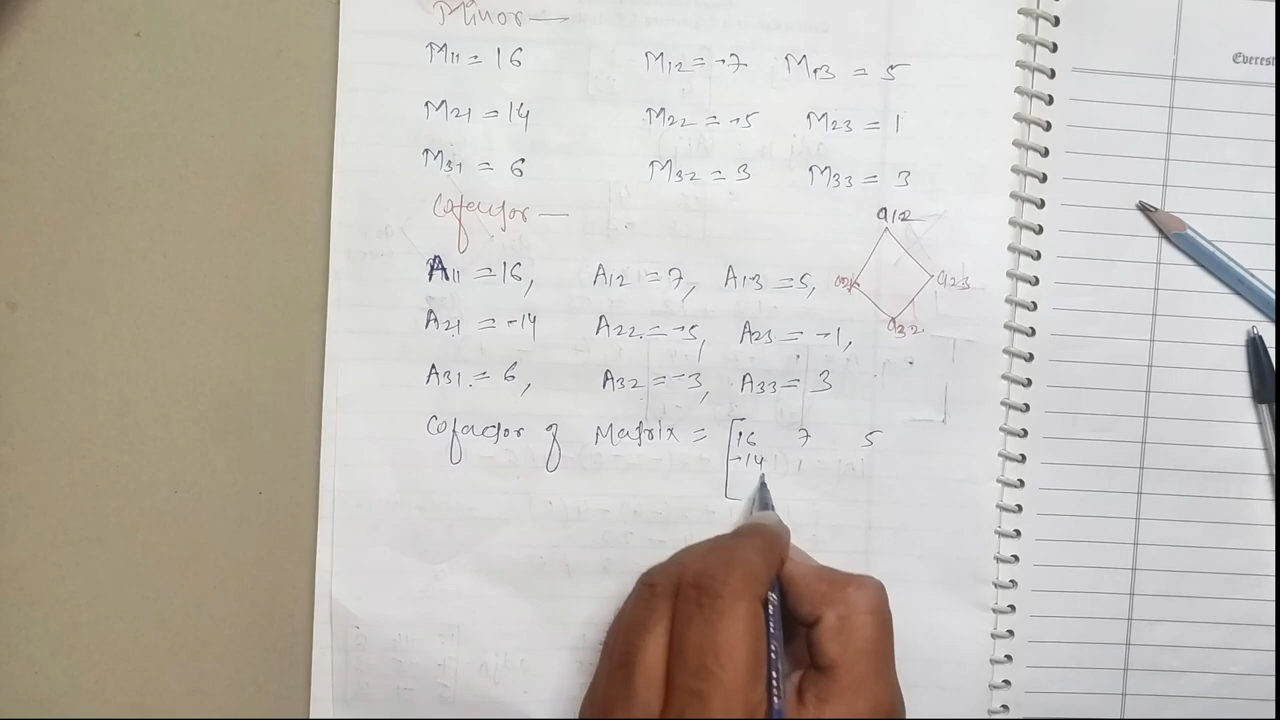 Minor —
M11 = 16 M12 = -7 M13 = 5
M21 = 14 M22 = -5 M23 = 1
M31 = 6 M32 = 3 M33 = 3
Cofactor —
a12
A11 = 16, A12 = 7, A13 = 5, a21 a23
a32
A21 = -14 A22 = -5, A23 = -1,
A31 = 6, A32 = -3, A33 = 3
Cofactor of Matrix = [16 7 5
-14
Everest